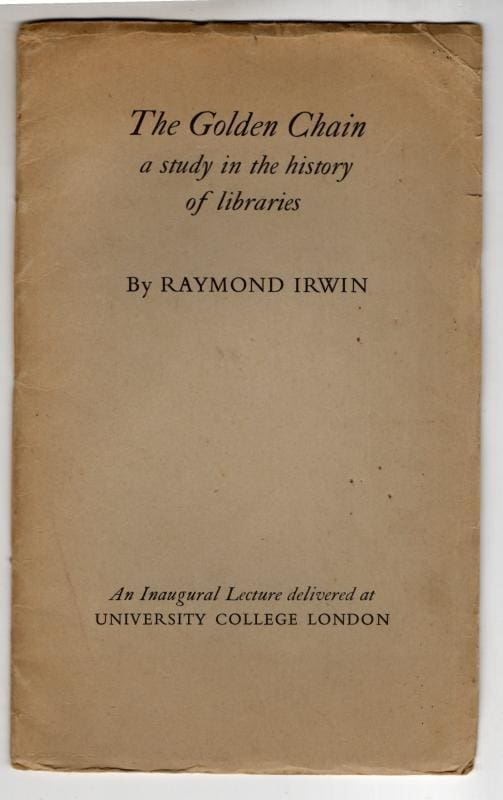 The Golden Chain
a study in the history
of libraries
By RAYMOND IRWIN
An Inaugural Lecture delivered at
UNIVERSITY COLLEGE LONDON